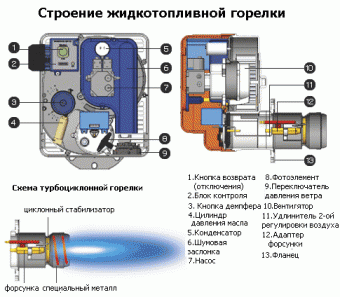 Строение жидкотопливной горелки
1
2
3
4
5
6
7
8
9
10
11
12
13
1.Кнопка возврата
(отключения)
2.Блок контроля
3. Кнопка демпфера
4.Цилиндр
давления масла
5.Конденсатор
6.Шумовая
заслонка
7.Насос
8.Фотоэлемент
9.Переключатель
давления ветра
10.Вентигятор
11.Удлинитель 2-ой
регулировки воздуха
12.Адаптер
форсунки
13.Фланец
Схема турбоциклонной горелки
циклонный стабилизатор
форсунка специальный металл